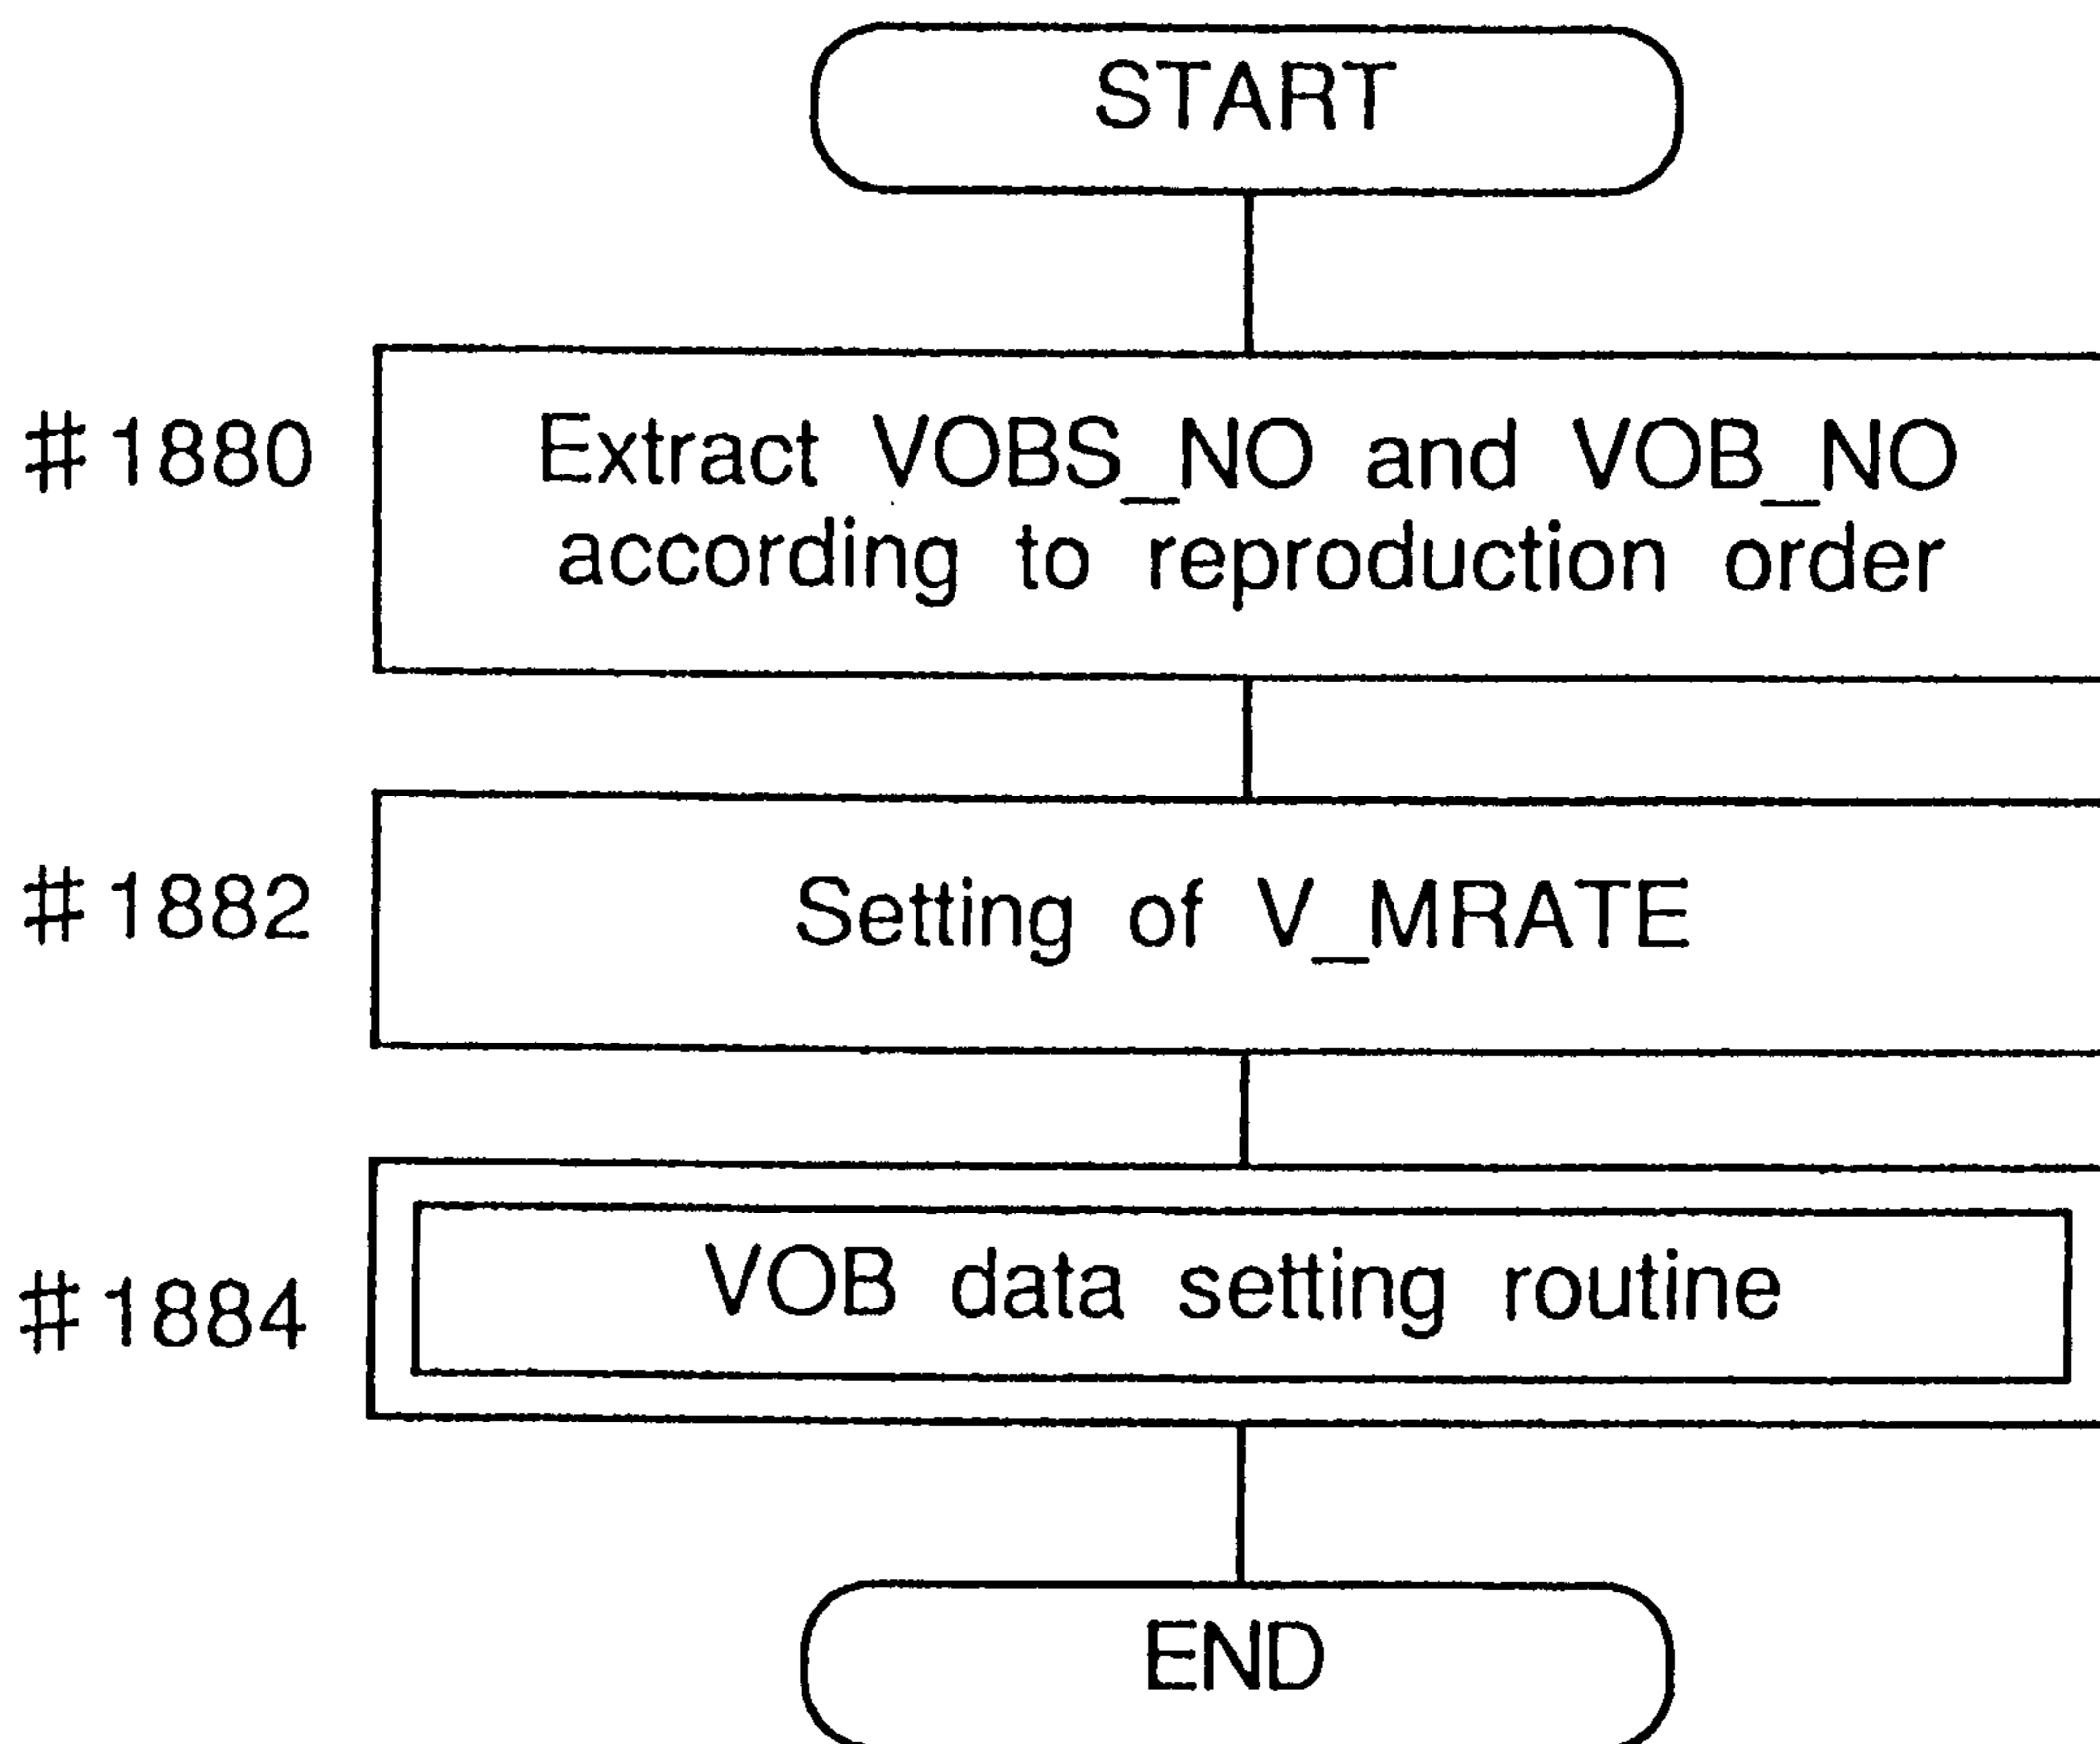 START
#1880
Extract VOBS_NO and VOB_NO
according to reproduction order
#1882
Setting of V_MRATE
#1884
VOB data setting routine
END